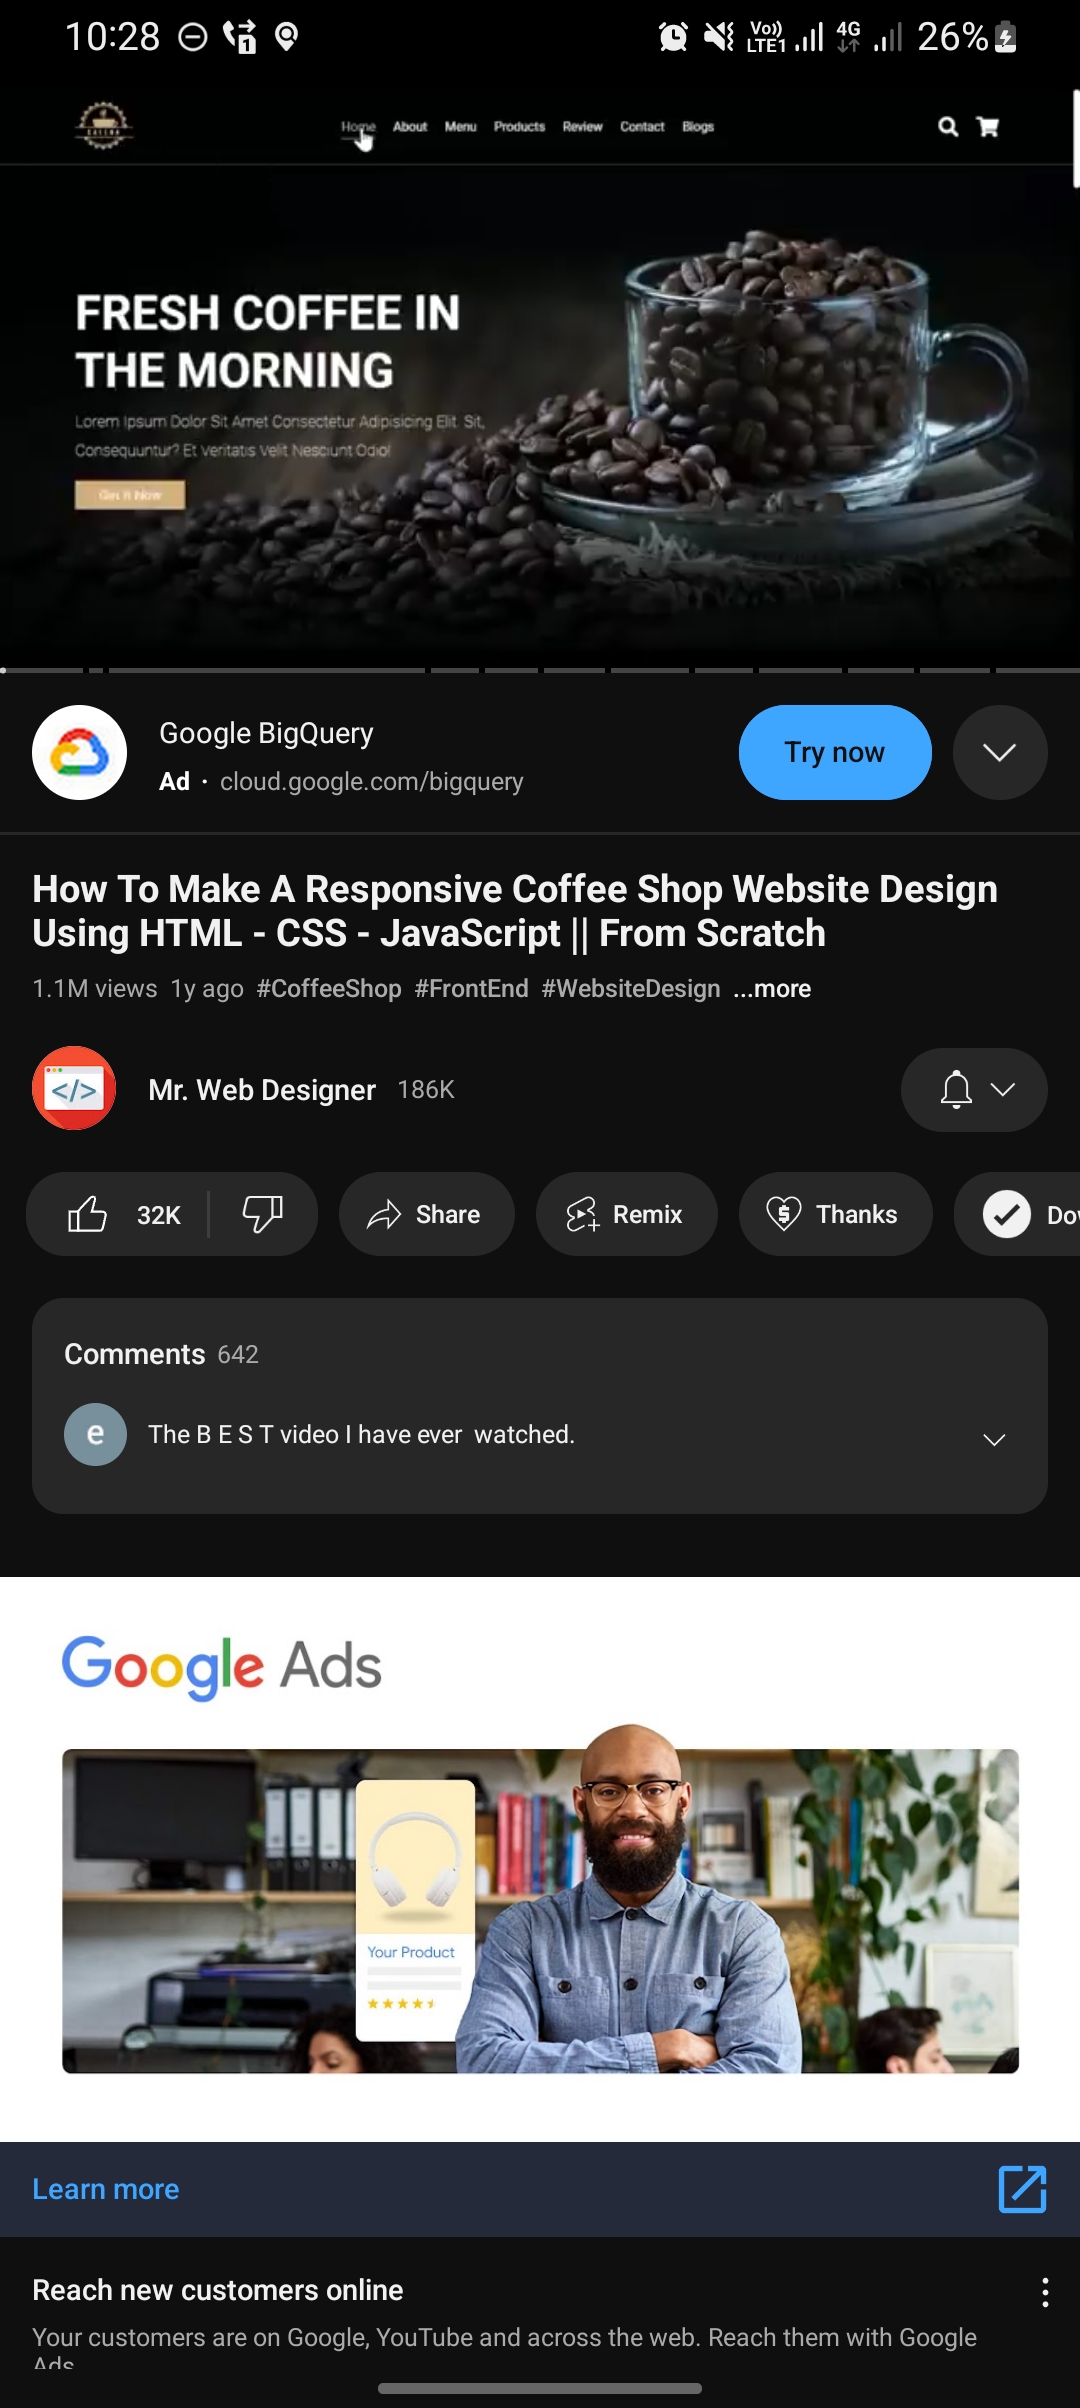 10:28
Vo)) LTE1 4G 26%
Home About Menu Products Review Contact Blogs
FRESH COFFEE IN
THE MORNING
Lorem Ipsum Dolor Sit Amet Consectetur Adipisicing Elit. Sit,
Consequuntur? Et Veritatis Velit Nesciunt Odio!
Get It Now
Google BigQuery
Ad · cloud.google.com/bigquery
Try now
How To Make A Responsive Coffee Shop Website Design
Using HTML - CSS - JavaScript || From Scratch
1.1M views 1y ago #CoffeeShop #FrontEnd #WebsiteDesign ...more
</>
Mr. Web Designer 186K
32K Share Remix Thanks Dow
Comments 642
e The B E S T video I have ever  watched.
Google Ads
Your Product
Learn more
Reach new customers online
Your customers are on Google, YouTube and across the web. Reach them with Google
Ads